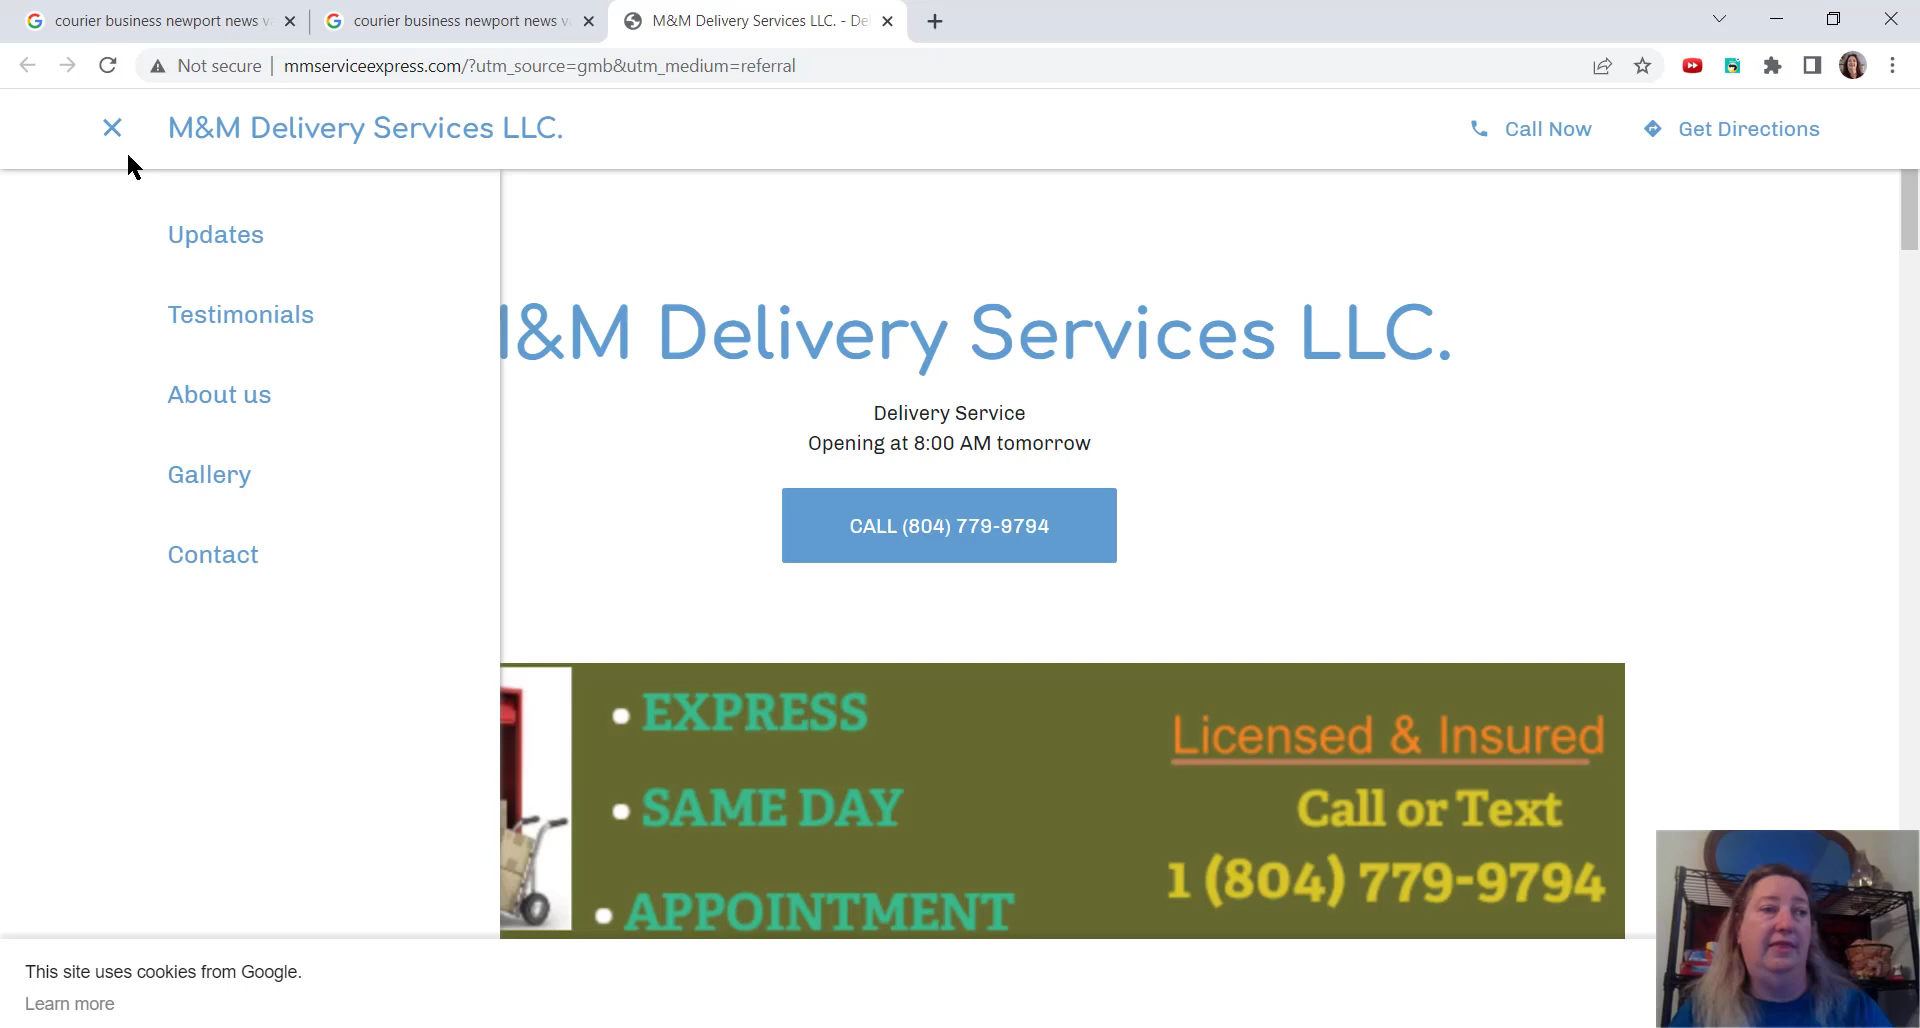 courier business newport news v
courier business newport news v
M&M Delivery Services LLC. - De
Not secure
mmserviceexpress.com/?utm_source=gmb&utm_medium=referral
M&M Delivery Services LLC.
Call Now
Get Directions
Updates
Testimonials
About us
Gallery
Contact
&M Delivery Services LLC.
Delivery Service
Opening at 8:00 AM tomorrow
CALL (804) 779-9794
• EXPRESS
• SAME DAY
• APPOINTMENT
Licensed & Insured
Call or Text
1 (804) 779-9794
This site uses cookies from Google.
Learn more